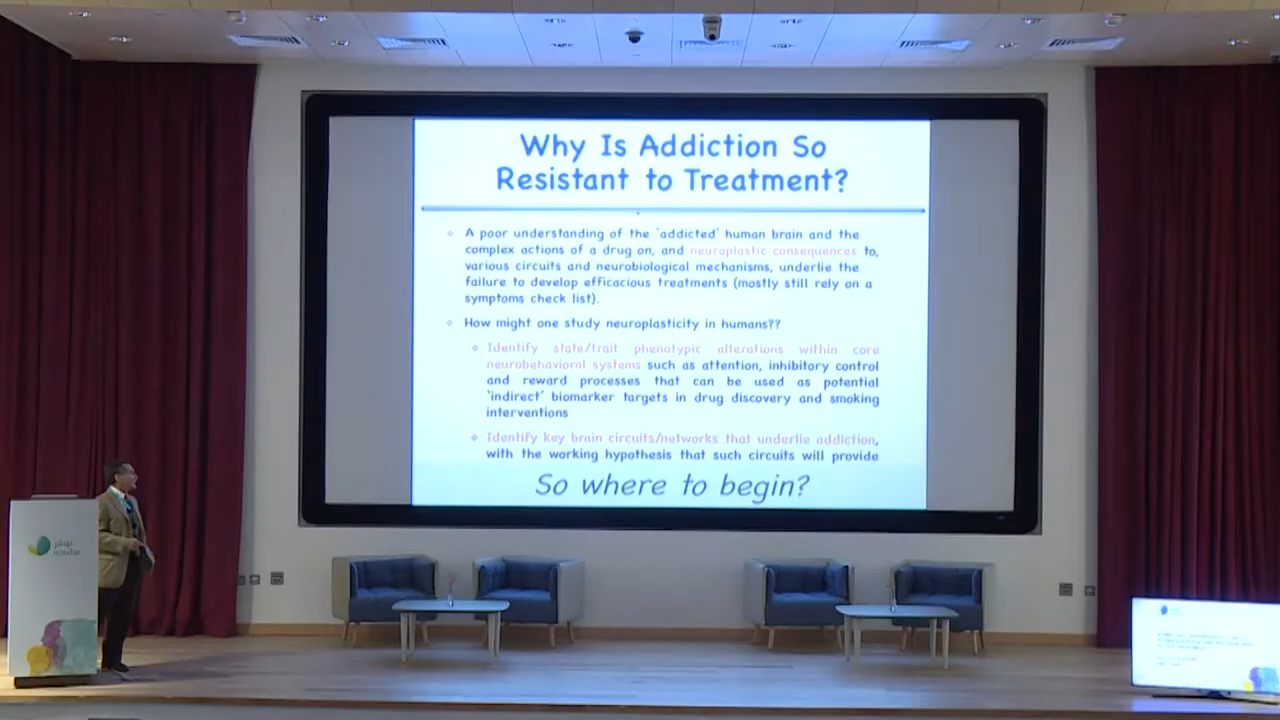 Why Is Addiction So
Resistant to Treatment?
A poor understanding of the 'addicted' human brain and the
complex actions of a drug on, and neuroplastic consequences to,
various circuits and neurobiological mechanisms, underlie the
failure to develop efficacious treatments (mostly still rely on a
symptoms check list).
How might one study neuroplasticity in humans??
Identify state/trait phenotypic alterations within core
neurobehavioral systems such as attention, inhibitory control
and reward processes that can be used as potential
'indirect' biomarker targets in drug discovery and smoking
interventions
Identify key brain circuits/networks that underlie addiction,
with the working hypothesis that such circuits will provide
So where to begin?
نوفر